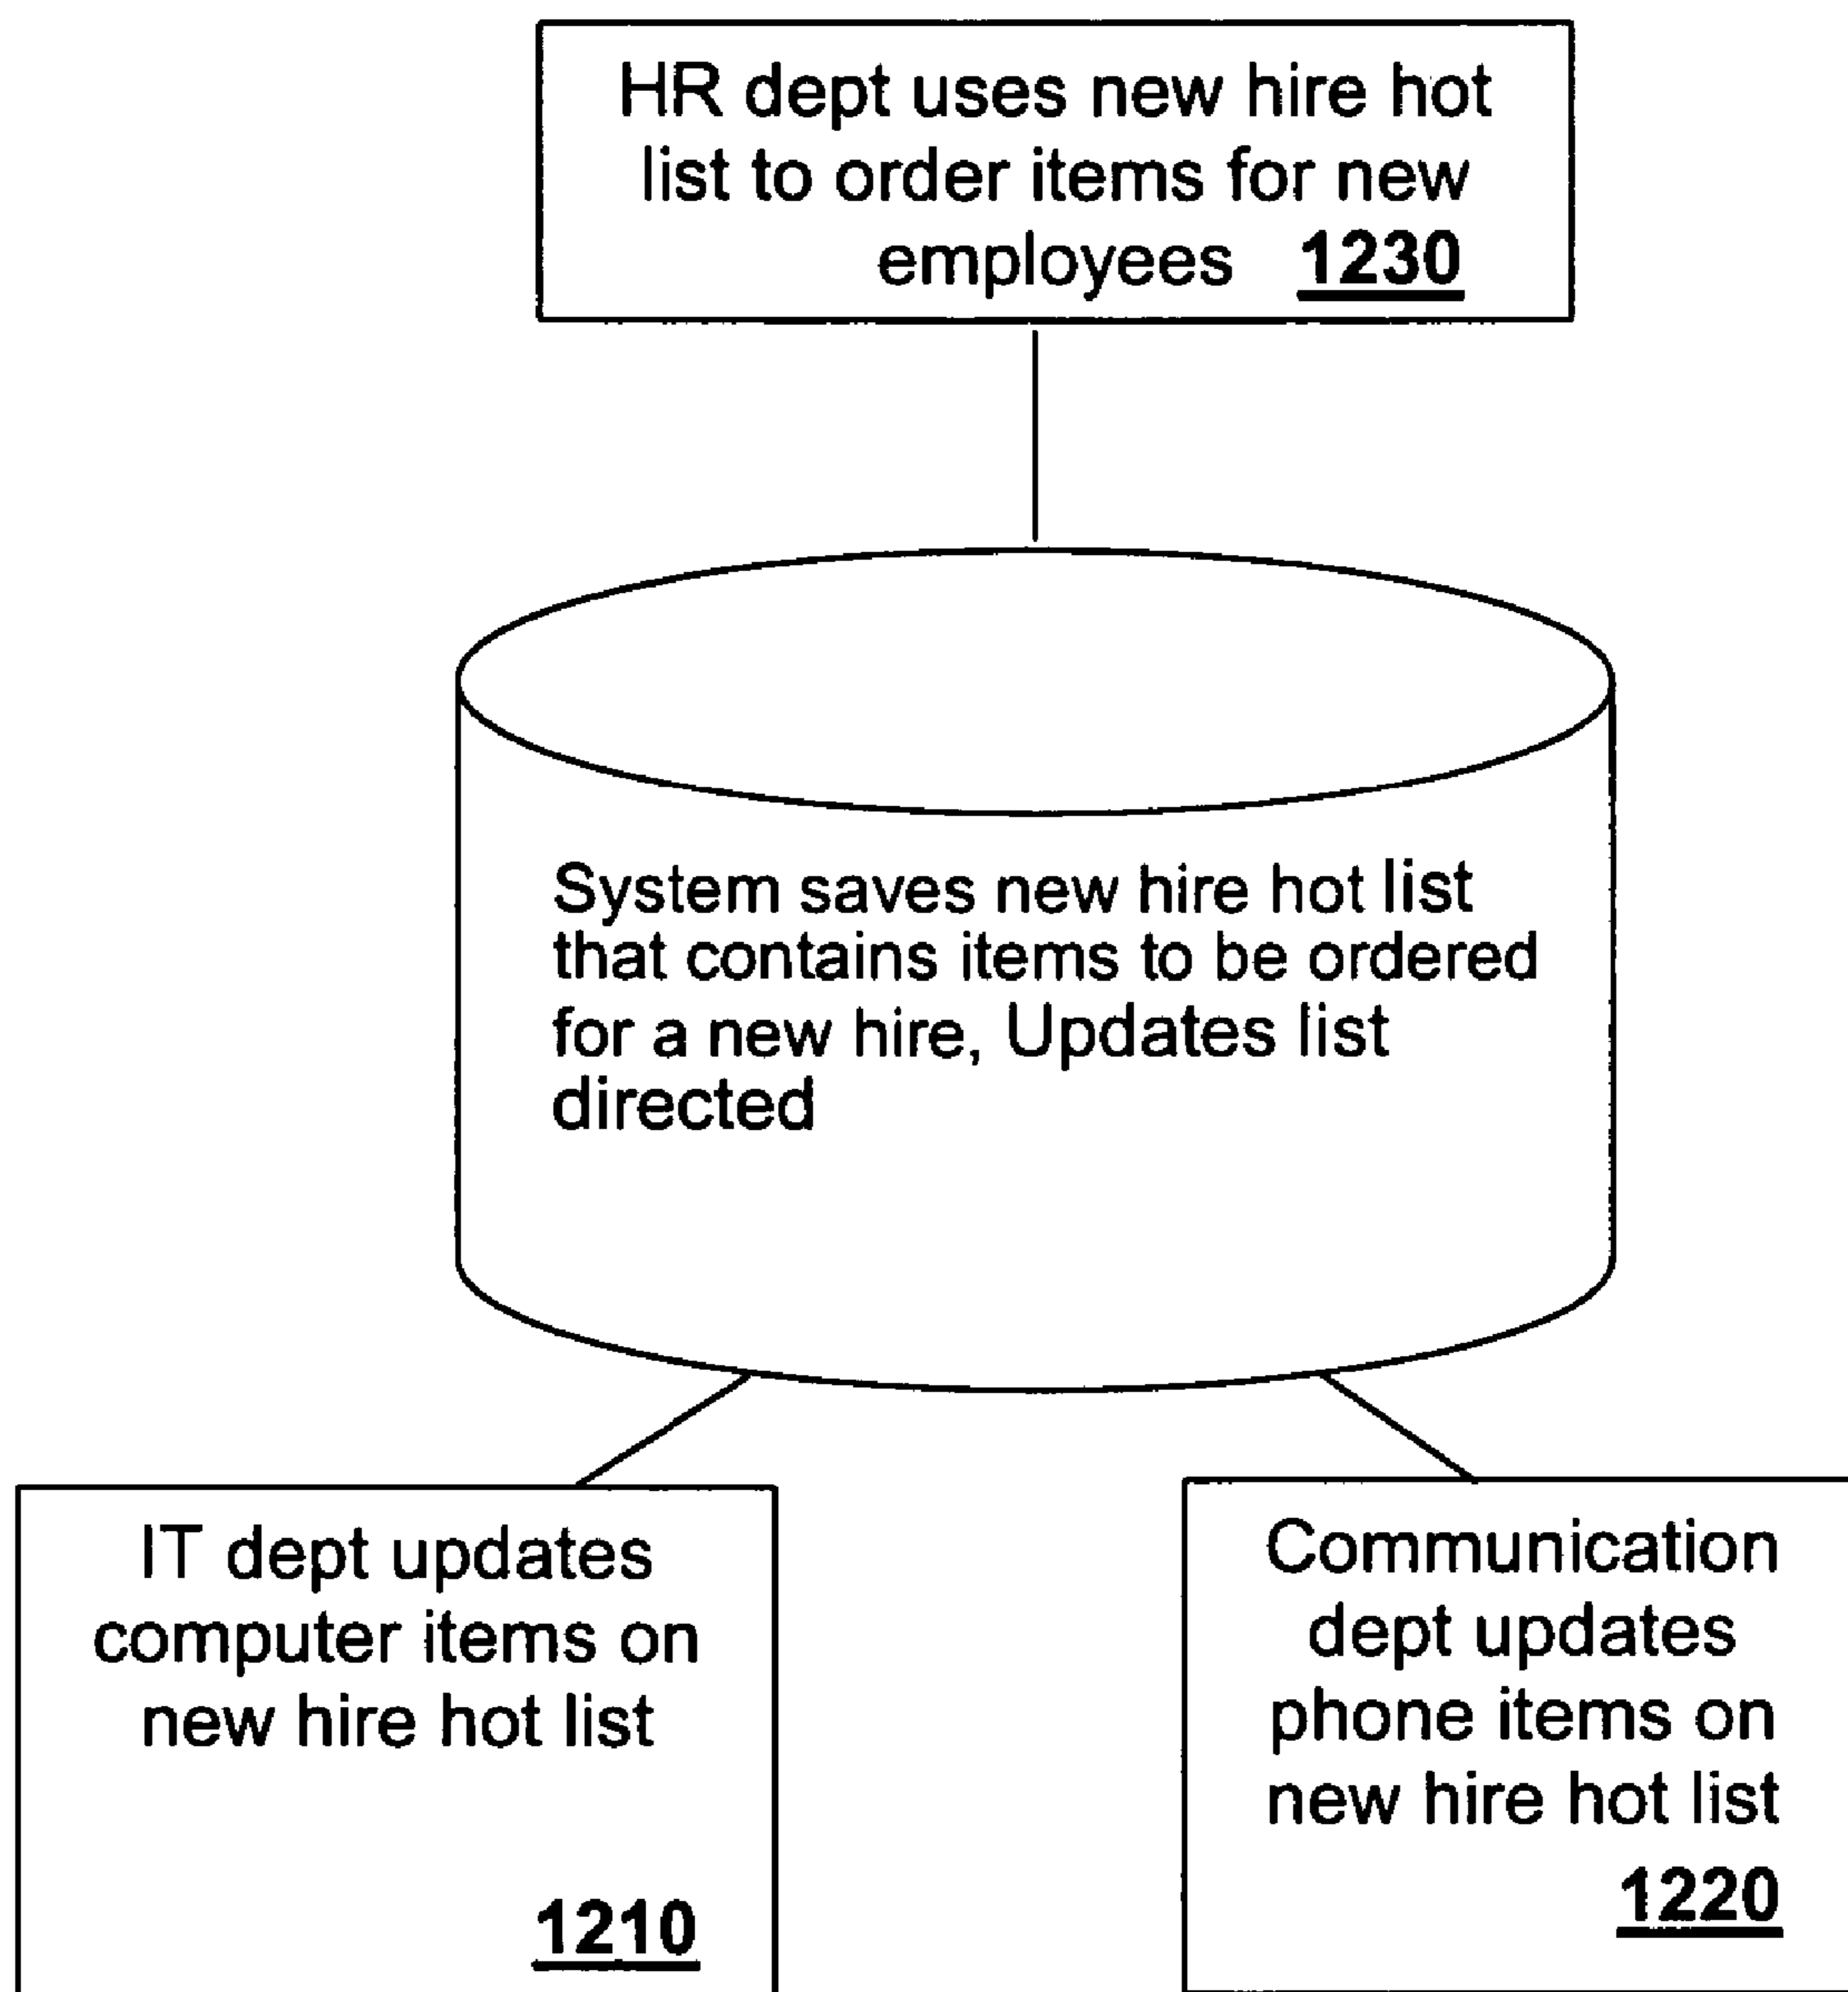 HR dept uses new hire hot
list to order items for new
employees 1230
System saves new hire hot list
that contains items to be ordered
for a new hire, Updates list
directed
IT dept updates
computer items on
new hire hot list
1210
Communication
dept updates
phone items on
new hire hot list
1220